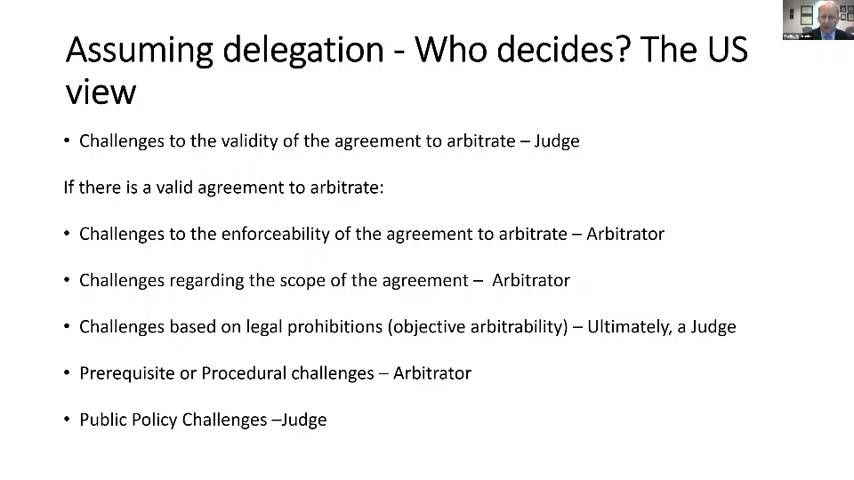 Assuming delegation - Who decides? The US
view
• Challenges to the validity of the agreement to arbitrate – Judge
If there is a valid agreement to arbitrate:
• Challenges to the enforceability of the agreement to arbitrate – Arbitrator
• Challenges regarding the scope of the agreement – Arbitrator
• Challenges based on legal prohibitions (objective arbitrability) – Ultimately, a Judge
• Prerequisite or Procedural challenges – Arbitrator
• Public Policy Challenges –Judge